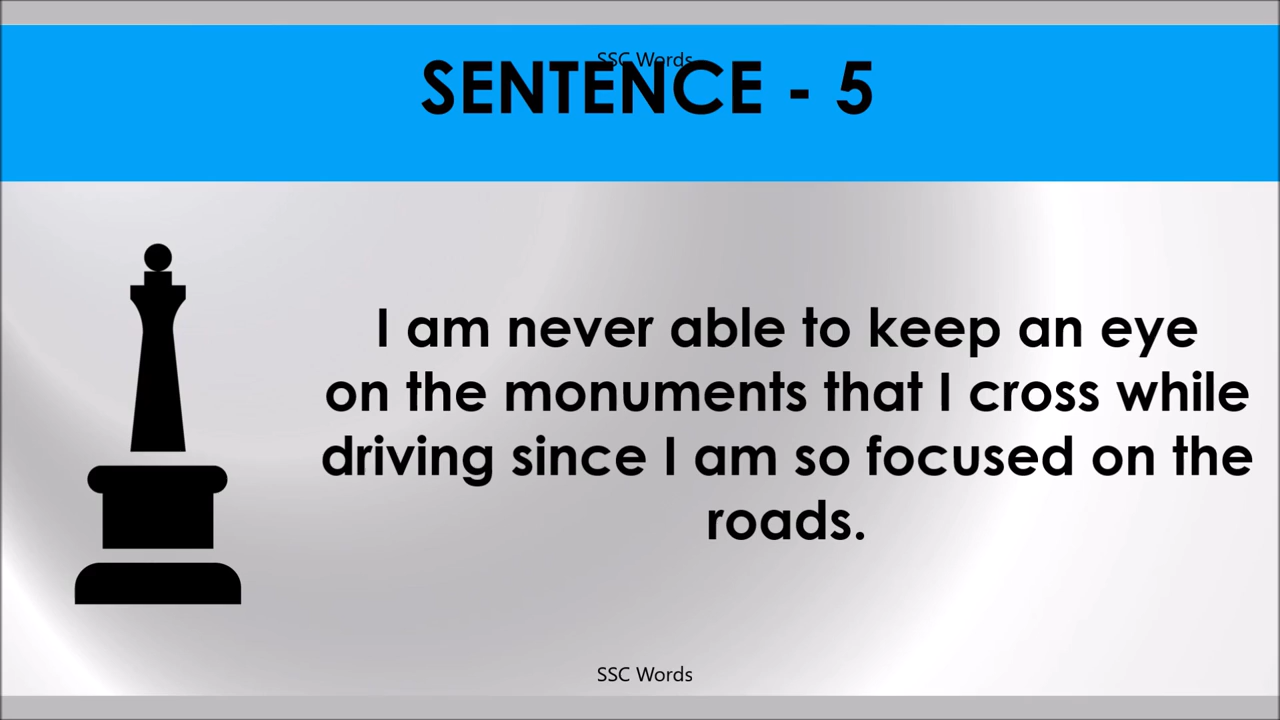 SSC Words
SENTENCE - 5
I am never able to keep an eye
on the monuments that I cross while
driving since I am so focused on the
roads.
SSC Words